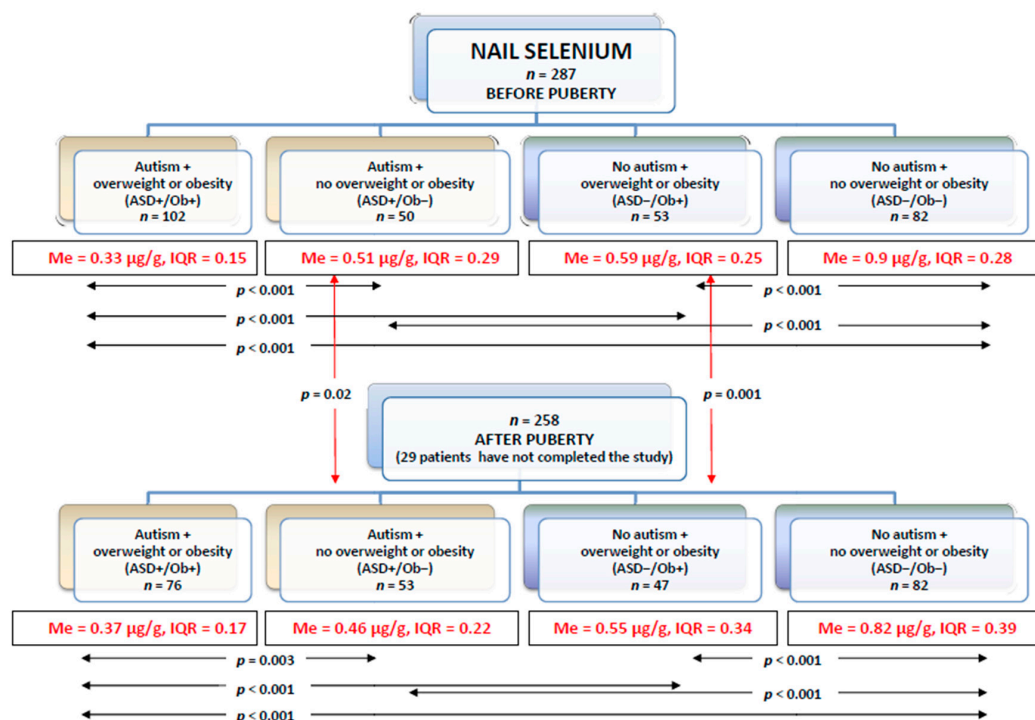 NAIL SELENIUM
n = 287
BEFORE PUBERTY
Autism +
overweight or obesity
(ASD+/Ob+)
n = 102
Autism +
no overweight or obesity
(ASD+/Ob−)
n = 50
No autism +
overweight or obesity
(ASD−/Ob+)
n = 53
No autism +
no overweight or obesity
(ASD−/Ob−)
n = 82
Me = 0.33 µg/g, IQR = 0.15
Me = 0.51 µg/g, IQR = 0.29
Me = 0.59 µg/g, IQR = 0.25
Me = 0.9 µg/g, IQR = 0.28
p < 0.001
p < 0.001
p < 0.001
p < 0.001
p < 0.001
p = 0.02
p = 0.001
n = 258
AFTER PUBERTY
(29 patients have not completed the study)
Autism +
overweight or obesity
(ASD+/Ob+)
n = 76
Autism +
no overweight or obesity
(ASD+/Ob−)
n = 53
No autism +
overweight or obesity
(ASD−/Ob+)
n = 47
No autism +
no overweight or obesity
(ASD−/Ob−)
n = 82
Me = 0.37 µg/g, IQR = 0.17
Me = 0.46 µg/g, IQR = 0.22
Me = 0.55 µg/g, IQR = 0.34
Me = 0.82 µg/g, IQR = 0.39
p = 0.003
p < 0.001
p < 0.001
p < 0.001
p < 0.001